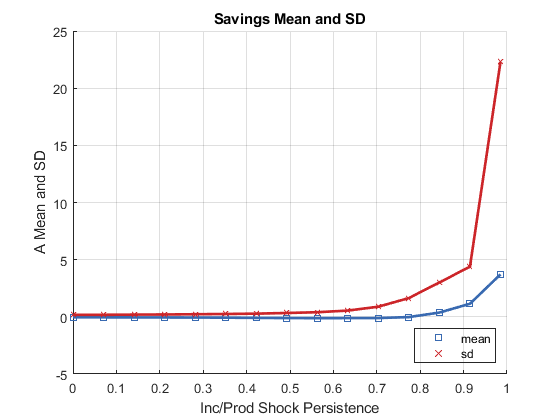 Savings Mean and SD
25
20
15
10
5
0
-5
A Mean and SD
0 0.1 0.2 0.3 0.4 0.5 0.6 0.7 0.8 0.9 1
Inc/Prod Shock Persistence
mean
sd